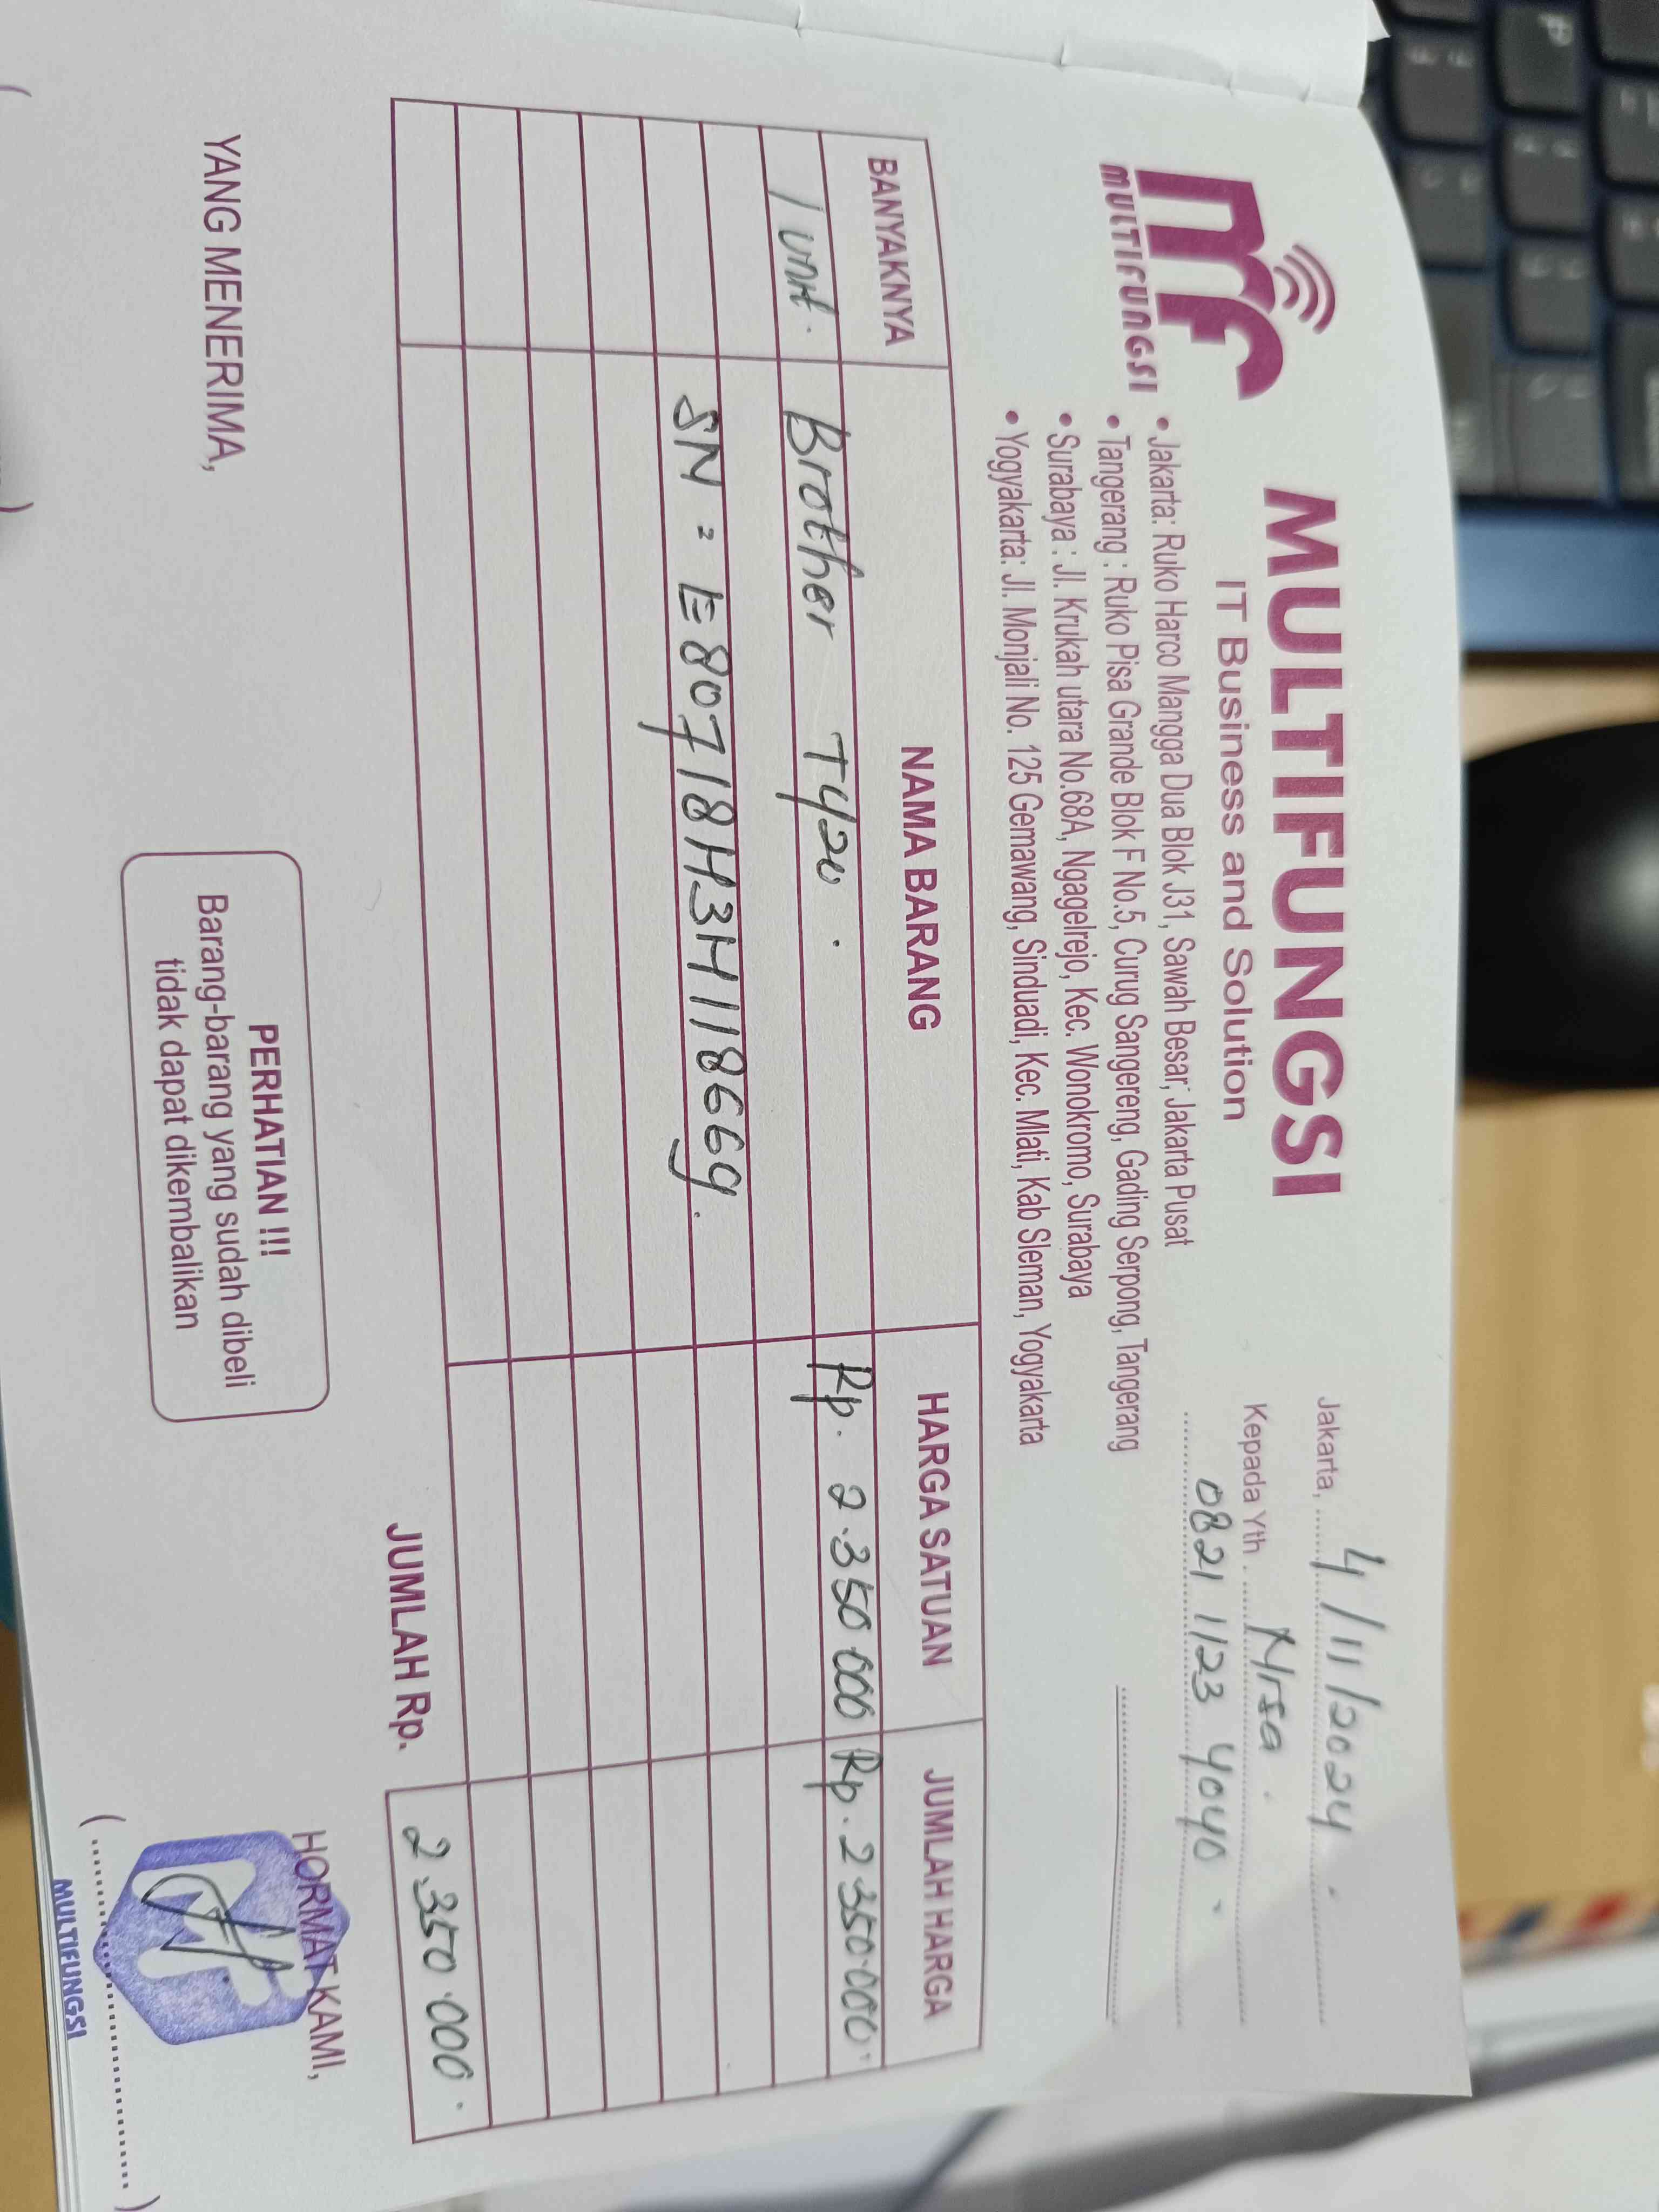 MULTIFUNGSI
MULTIFUNGSI
IT Business and Solution
• Jakarta: Ruko Harco Mangga Dua Blok J31, Sawah Besar, Jakarta Pusat
• Tangerang : Ruko Pisa Grande Blok F No.5, Curug Sangereng, Gading Serpong, Tangerang
• Surabaya : Jl. Krukah utara No.68A, Ngagelrejo, Kec. Wonokromo, Surabaya
• Yogyakarta: Jl. Monjali No. 125 Gemawang, Sinduadi, Kec. Mlati, Kab Sleman, Yogyakarta
Jakarta, 4/11/2024
Kepada Yth. Nisa
0821 1123 4040
BANYAKNYA NAMA BARANG HARGA SATUAN JUMLAH HARGA
1 unit Brother T420 Rp. 2.350.000 Rp. 2.350.000
SN = E80718H3H118669
JUMLAH Rp. 2.350.000
YANG MENERIMA,
PERHATIAN !!!
Barang-barang yang sudah dibeli
tidak dapat dikembalikan
HORMAT KAMI,
MULTIFUNGSI